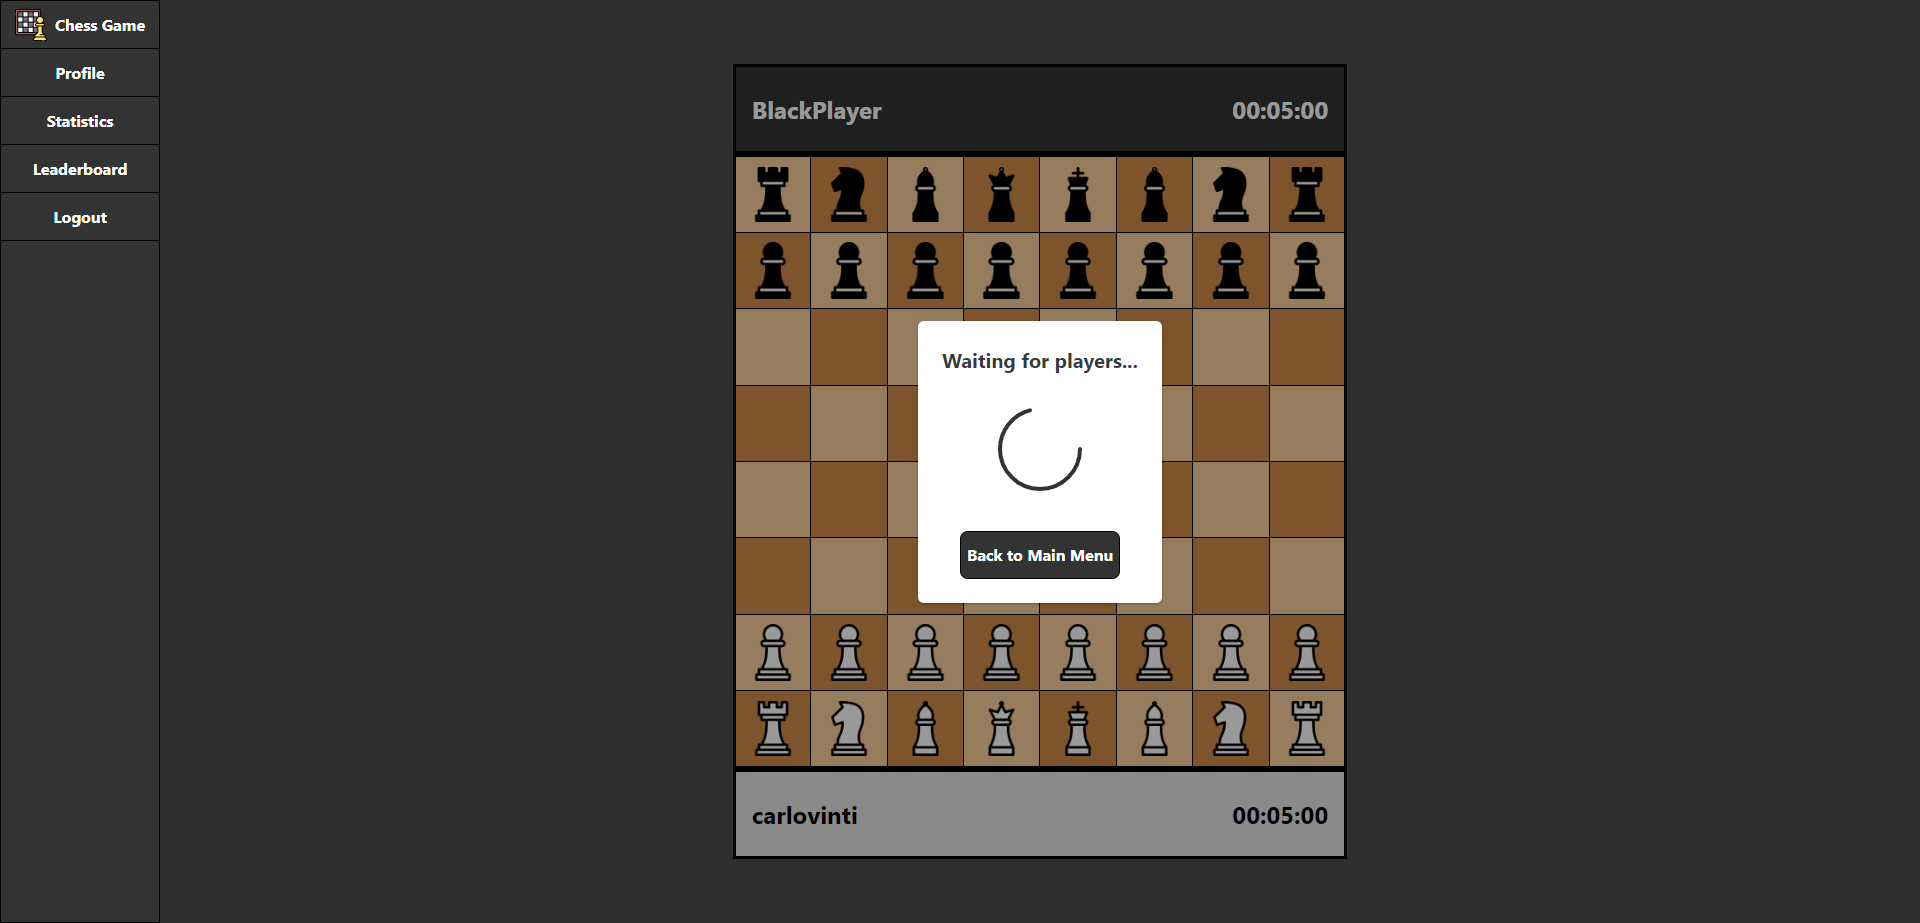 Chess Game
Profile
Statistics
Leaderboard
Logout
BlackPlayer 00:05:00
Waiting for players...
Back to Main Menu
carlovinti 00:05:00